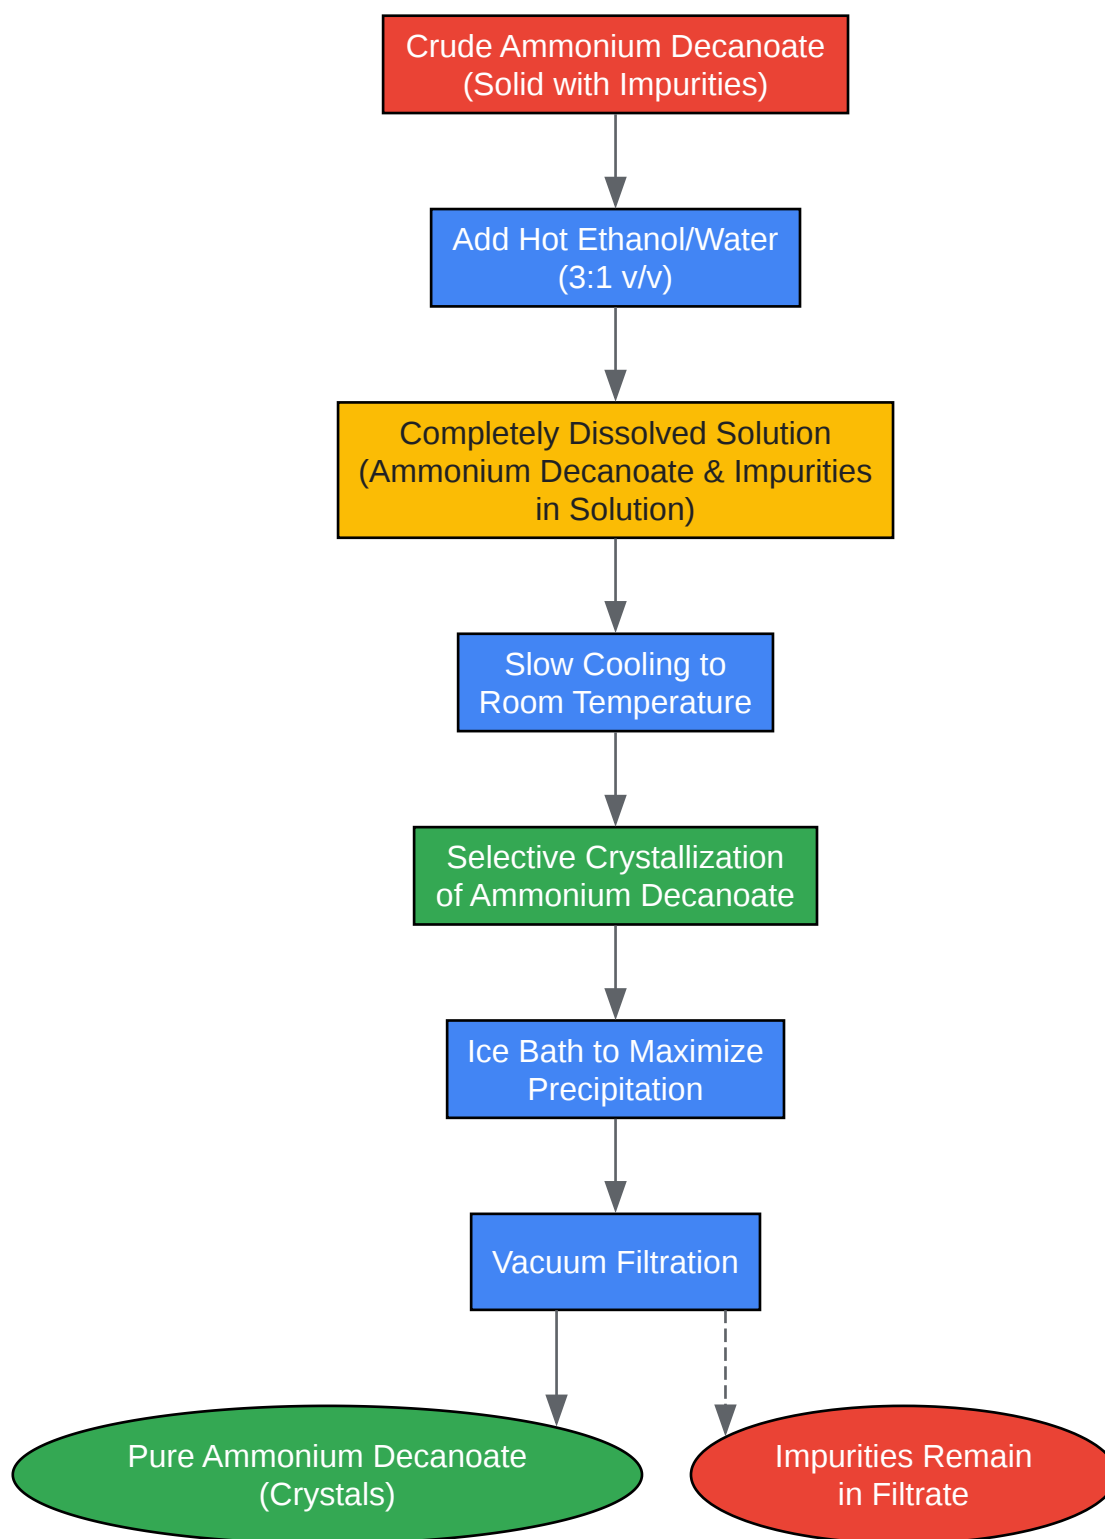 Crude Ammonium Decanoate
(Solid with Impurities)
Add Hot Ethanol/Water
(3:1 v/v)
Completely Dissolved Solution
(Ammonium Decanoate & Impurities
in Solution)
Slow Cooling to
Room Temperature
Selective Crystallization
of Ammonium Decanoate
Ice Bath to Maximize
Precipitation
Vacuum Filtration
Pure Ammonium Decanoate
(Crystals)
Impurities Remain
in Filtrate